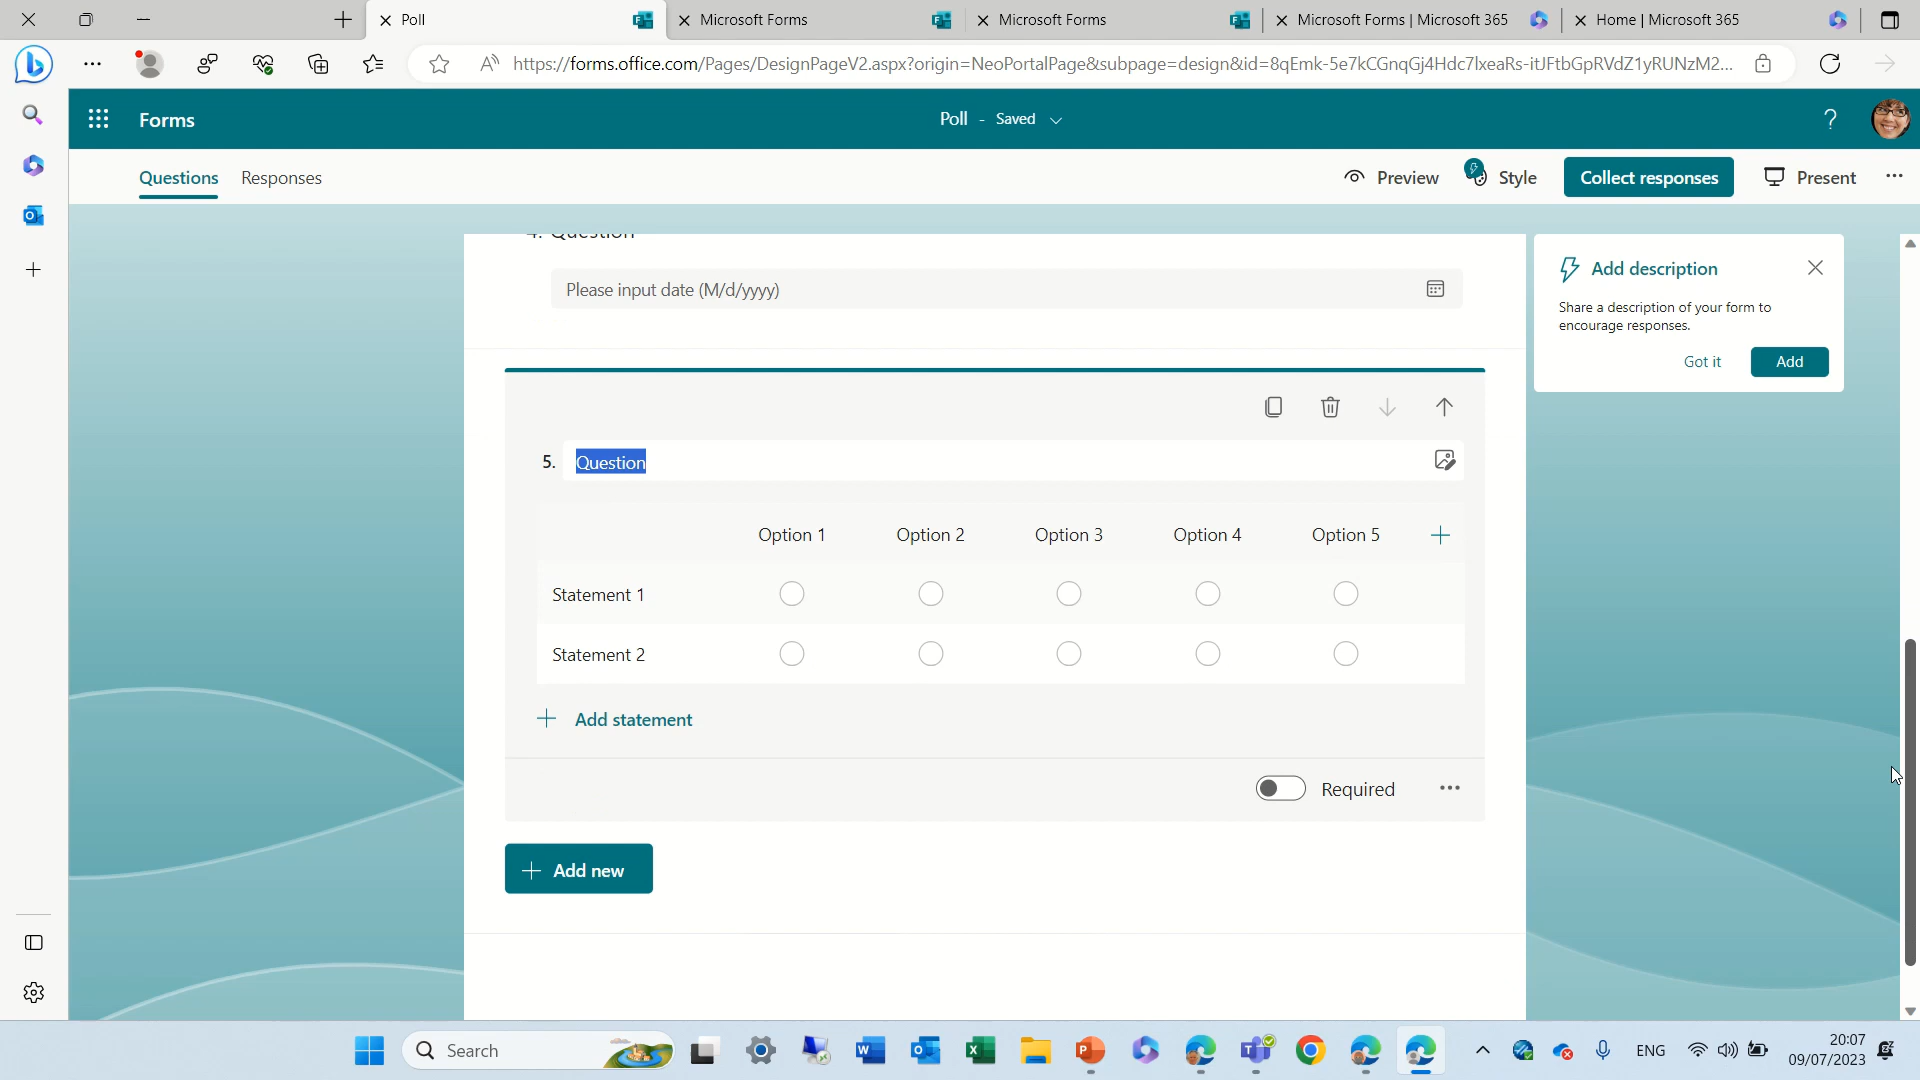 Poll
Microsoft Forms
Microsoft Forms
Microsoft Forms | Microsoft 365
Home | Microsoft 365
https://forms.office.com/Pages/DesignPageV2.aspx?origin=NeoPortalPage&subpage=design&id=8qEmk-5e7kCGnqGj4Hdc7lxeaRs-itJFtbGpRVdZ1yRUNzM2...
Forms
Poll - Saved
?
Questions
Responses
Preview
Style
Collect responses
Present
4. Question
Please input date (M/d/yyyy)
Add description
Share a description of your form to
encourage responses.
Got it
Add
5. Question
Option 1 Option 2 Option 3 Option 4 Option 5
Statement 1
Statement 2
Add statement
Required
Add new
Search
ENG
20:07
09/07/2023